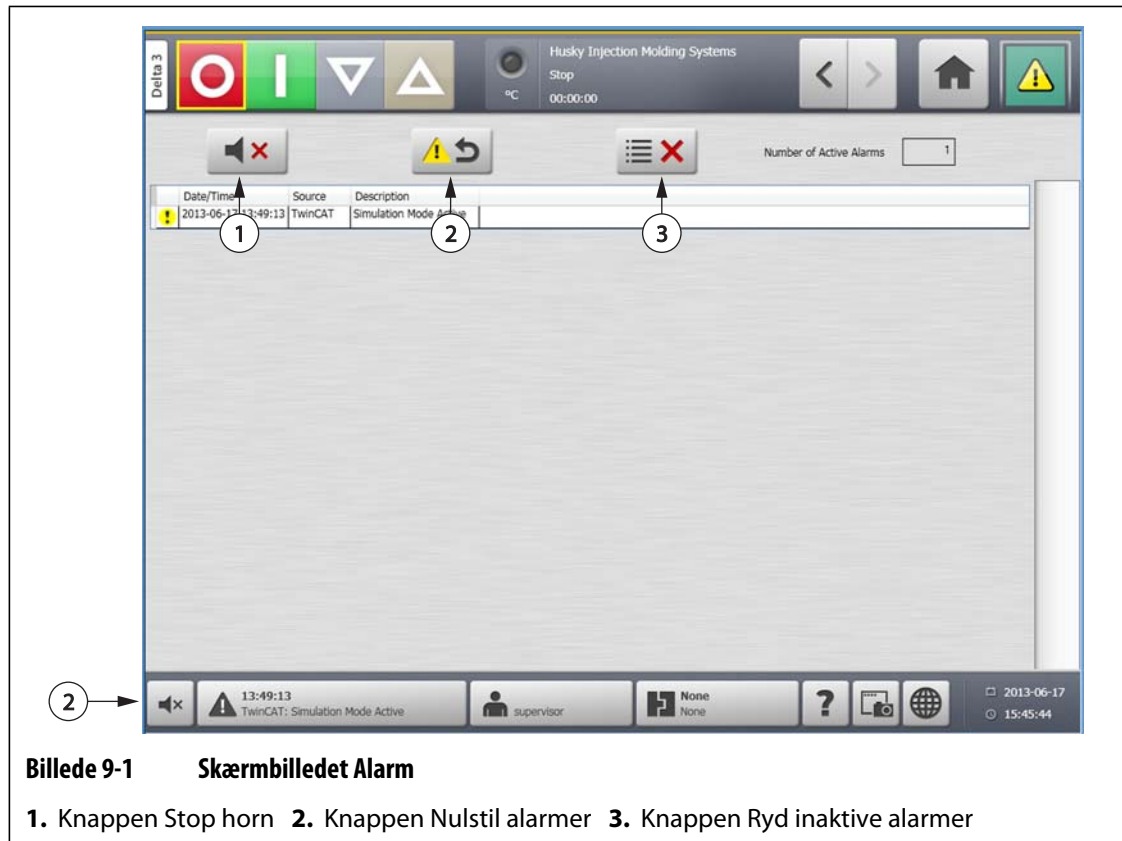 Delta 3
Husky Injection Molding Systems
Stop
°C 00:00:00
Number of Active Alarms 1
Date/Time Source Description
2013-06-17 13:49:13 TwinCAT Simulation Mode Active
1 2 3
2
13:49:13
TwinCAT: Simulation Mode Active
supervisor
None
None
?
2013-06-17
15:45:44
Billede 9-1 Skærmbilledet Alarm
1. Knappen Stop horn 2. Knappen Nulstil alarmer 3. Knappen Ryd inaktive alarmer